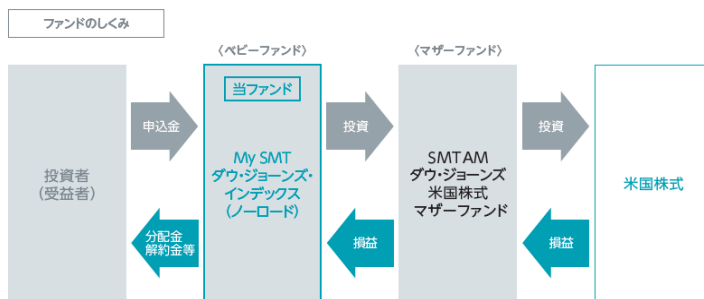 ファンドのしくみ
〈ベビーファンド〉
〈マザーファンド〉
投資者
(受益者)
申込金
分配金
解約金等
当ファンド
My SMT
ダウ・ジョーンズ・
インデックス
(ノーロード)
投資
損益
SMTAM
ダウ・ジョーンズ
米国株式
マザーファンド
投資
損益
米国株式